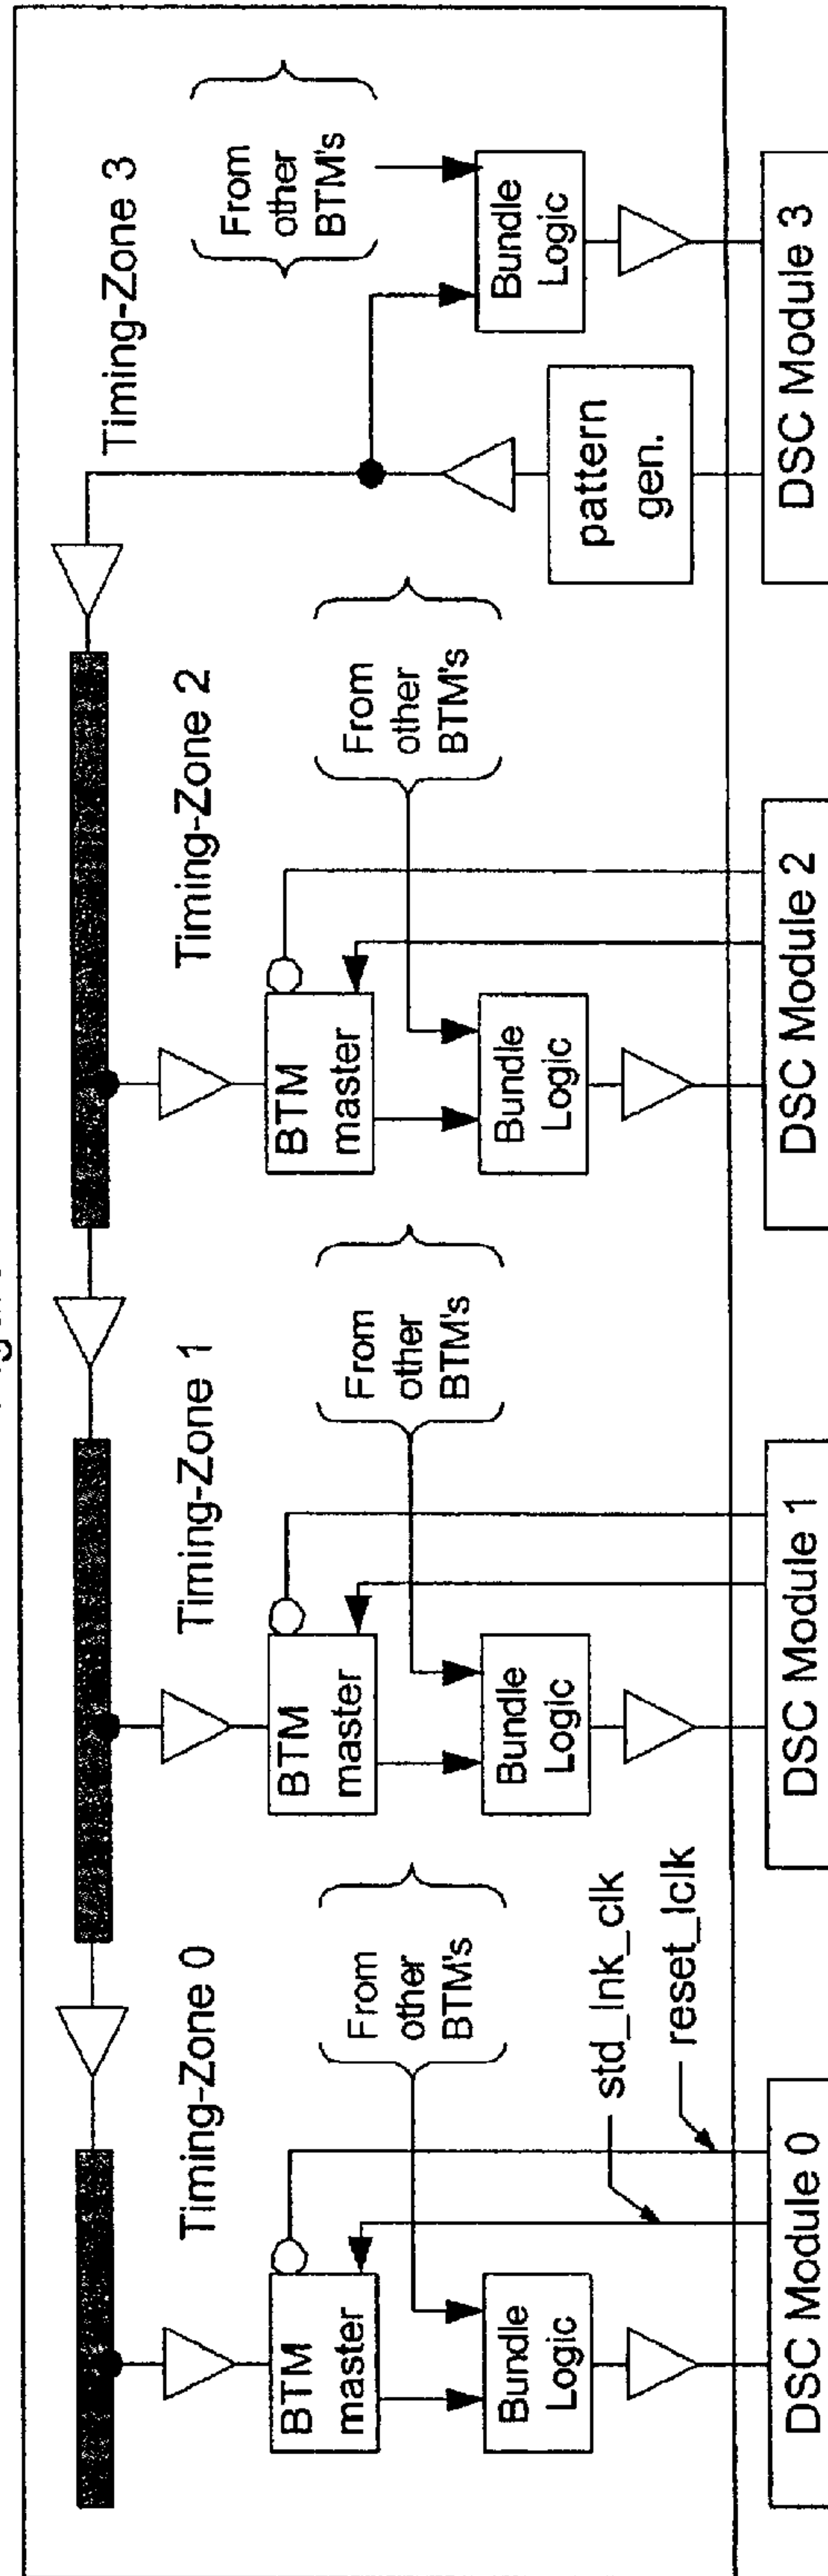 Timing-Zone 0
Timing-Zone 1
Timing-Zone 2
Timing-Zone 3
BTM
master
From
other
BTM's
Bundle
Logic
std_lnk_clk
reset_lclk
DSC Module 0
BTM
master
From
other
BTM's
Bundle
Logic
DSC Module 1
BTM
master
From
other
BTM's
Bundle
Logic
DSC Module 2
From
other
BTM's
pattern
gen.
Bundle
Logic
DSC Module 3